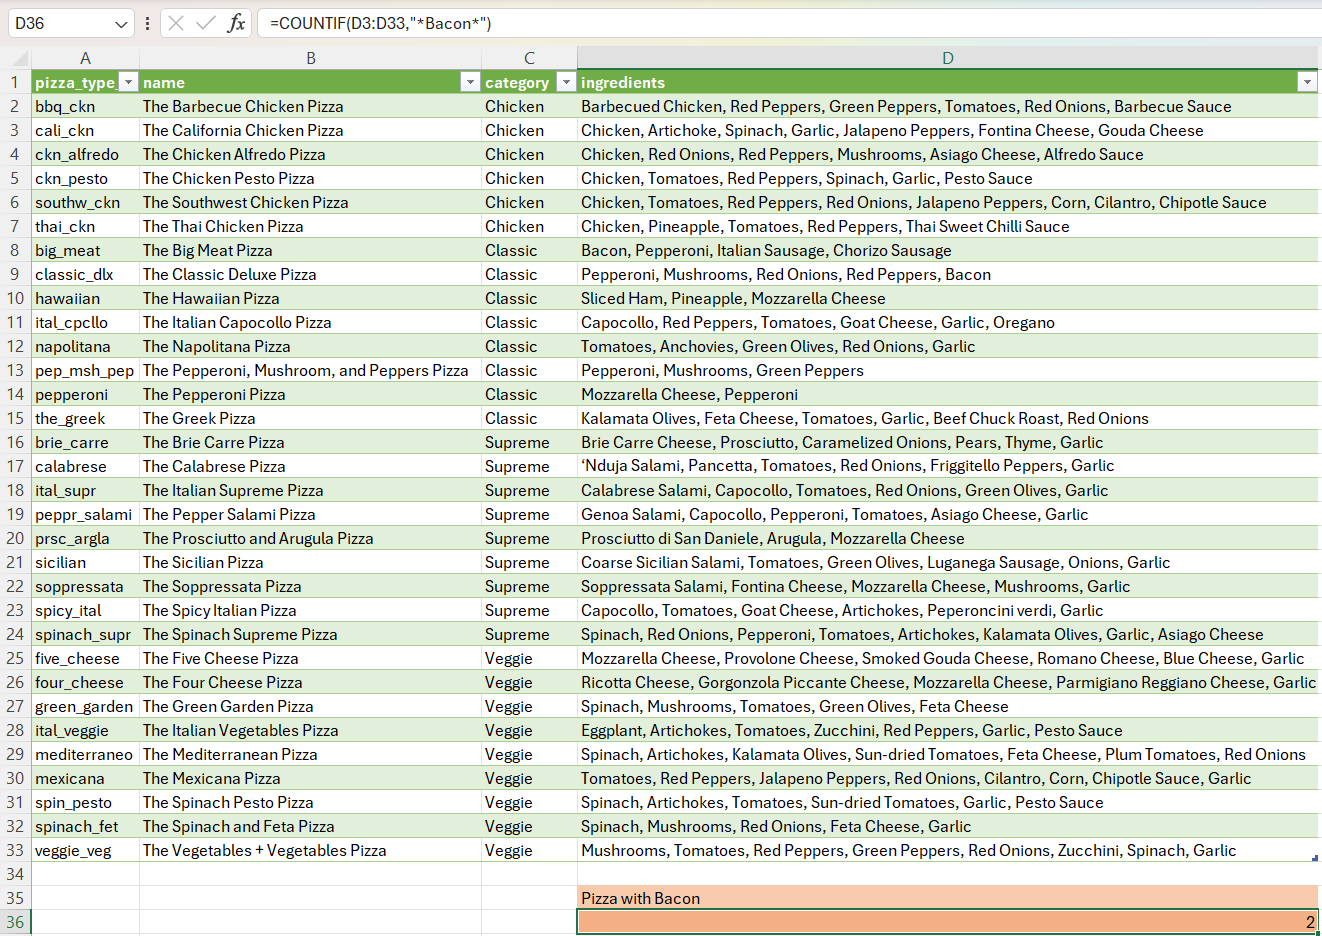 D36 fx =COUNTIF(D3:D33,"*Bacon*")
A B C D
1 pizza_type_ name category ingredients
2 bbq_ckn The Barbecue Chicken Pizza Chicken Barbecued Chicken, Red Peppers, Green Peppers, Tomatoes, Red Onions, Barbecue Sauce
3 cali_ckn The California Chicken Pizza Chicken Chicken, Artichoke, Spinach, Garlic, Jalapeno Peppers, Fontina Cheese, Gouda Cheese
4 ckn_alfredo The Chicken Alfredo Pizza Chicken Chicken, Red Onions, Red Peppers, Mushrooms, Asiago Cheese, Alfredo Sauce
5 ckn_pesto The Chicken Pesto Pizza Chicken Chicken, Tomatoes, Red Peppers, Spinach, Garlic, Pesto Sauce
6 southw_ckn The Southwest Chicken Pizza Chicken Chicken, Tomatoes, Red Peppers, Red Onions, Jalapeno Peppers, Corn, Cilantro, Chipotle Sauce
7 thai_ckn The Thai Chicken Pizza Chicken Chicken, Pineapple, Tomatoes, Red Peppers, Thai Sweet Chilli Sauce
8 big_meat The Big Meat Pizza Classic Bacon, Pepperoni, Italian Sausage, Chorizo Sausage
9 classic_dlx The Classic Deluxe Pizza Classic Pepperoni, Mushrooms, Red Onions, Red Peppers, Bacon
10 hawaiian The Hawaiian Pizza Classic Sliced Ham, Pineapple, Mozzarella Cheese
11 ital_cpcllo The Italian Capocollo Pizza Classic Capocollo, Red Peppers, Tomatoes, Goat Cheese, Garlic, Oregano
12 napolitana The Napolitana Pizza Classic Tomatoes, Anchovies, Green Olives, Red Onions, Garlic
13 pep_msh_pep The Pepperoni, Mushroom, and Peppers Pizza Classic Pepperoni, Mushrooms, Green Peppers
14 pepperoni The Pepperoni Pizza Classic Mozzarella Cheese, Pepperoni
15 the_greek The Greek Pizza Classic Kalamata Olives, Feta Cheese, Tomatoes, Garlic, Beef Chuck Roast, Red Onions
16 brie_carre The Brie Carre Pizza Supreme Brie Carre Cheese, Prosciutto, Caramelized Onions, Pears, Thyme, Garlic
17 calabrese The Calabrese Pizza Supreme ‘Nduja Salami, Pancetta, Tomatoes, Red Onions, Friggitello Peppers, Garlic
18 ital_supr The Italian Supreme Pizza Supreme Calabrese Salami, Capocollo, Tomatoes, Red Onions, Green Olives, Garlic
19 peppr_salami The Pepper Salami Pizza Supreme Genoa Salami, Capocollo, Pepperoni, Tomatoes, Asiago Cheese, Garlic
20 prsc_argla The Prosciutto and Arugula Pizza Supreme Prosciutto di San Daniele, Arugula, Mozzarella Cheese
21 sicilian The Sicilian Pizza Supreme Coarse Sicilian Salami, Tomatoes, Green Olives, Luganega Sausage, Onions, Garlic
22 soppressata The Soppressata Pizza Supreme Soppressata Salami, Fontina Cheese, Mozzarella Cheese, Mushrooms, Garlic
23 spicy_ital The Spicy Italian Pizza Supreme Capocollo, Tomatoes, Goat Cheese, Artichokes, Peperoncini verdi, Garlic
24 spinach_supr The Spinach Supreme Pizza Supreme Spinach, Red Onions, Pepperoni, Tomatoes, Artichokes, Kalamata Olives, Garlic, Asiago Cheese
25 five_cheese The Five Cheese Pizza Veggie Mozzarella Cheese, Provolone Cheese, Smoked Gouda Cheese, Romano Cheese, Blue Cheese, Garlic
26 four_cheese The Four Cheese Pizza Veggie Ricotta Cheese, Gorgonzola Piccante Cheese, Mozzarella Cheese, Parmigiano Reggiano Cheese, Garlic
27 green_garden The Green Garden Pizza Veggie Spinach, Mushrooms, Tomatoes, Green Olives, Feta Cheese
28 ital_veggie The Italian Vegetables Pizza Veggie Eggplant, Artichokes, Tomatoes, Zucchini, Red Peppers, Garlic, Pesto Sauce
29 mediterraneo The Mediterranean Pizza Veggie Spinach, Artichokes, Kalamata Olives, Sun-dried Tomatoes, Feta Cheese, Plum Tomatoes, Red Onions
30 mexicana The Mexicana Pizza Veggie Tomatoes, Red Peppers, Jalapeno Peppers, Red Onions, Cilantro, Corn, Chipotle Sauce, Garlic
31 spin_pesto The Spinach Pesto Pizza Veggie Spinach, Artichokes, Tomatoes, Sun-dried Tomatoes, Garlic, Pesto Sauce
32 spinach_fet The Spinach and Feta Pizza Veggie Spinach, Mushrooms, Red Onions, Feta Cheese, Garlic
33 veggie_veg The Vegetables + Vegetables Pizza Veggie Mushrooms, Tomatoes, Red Peppers, Green Peppers, Red Onions, Zucchini, Spinach, Garlic
34
35 Pizza with Bacon
36 2